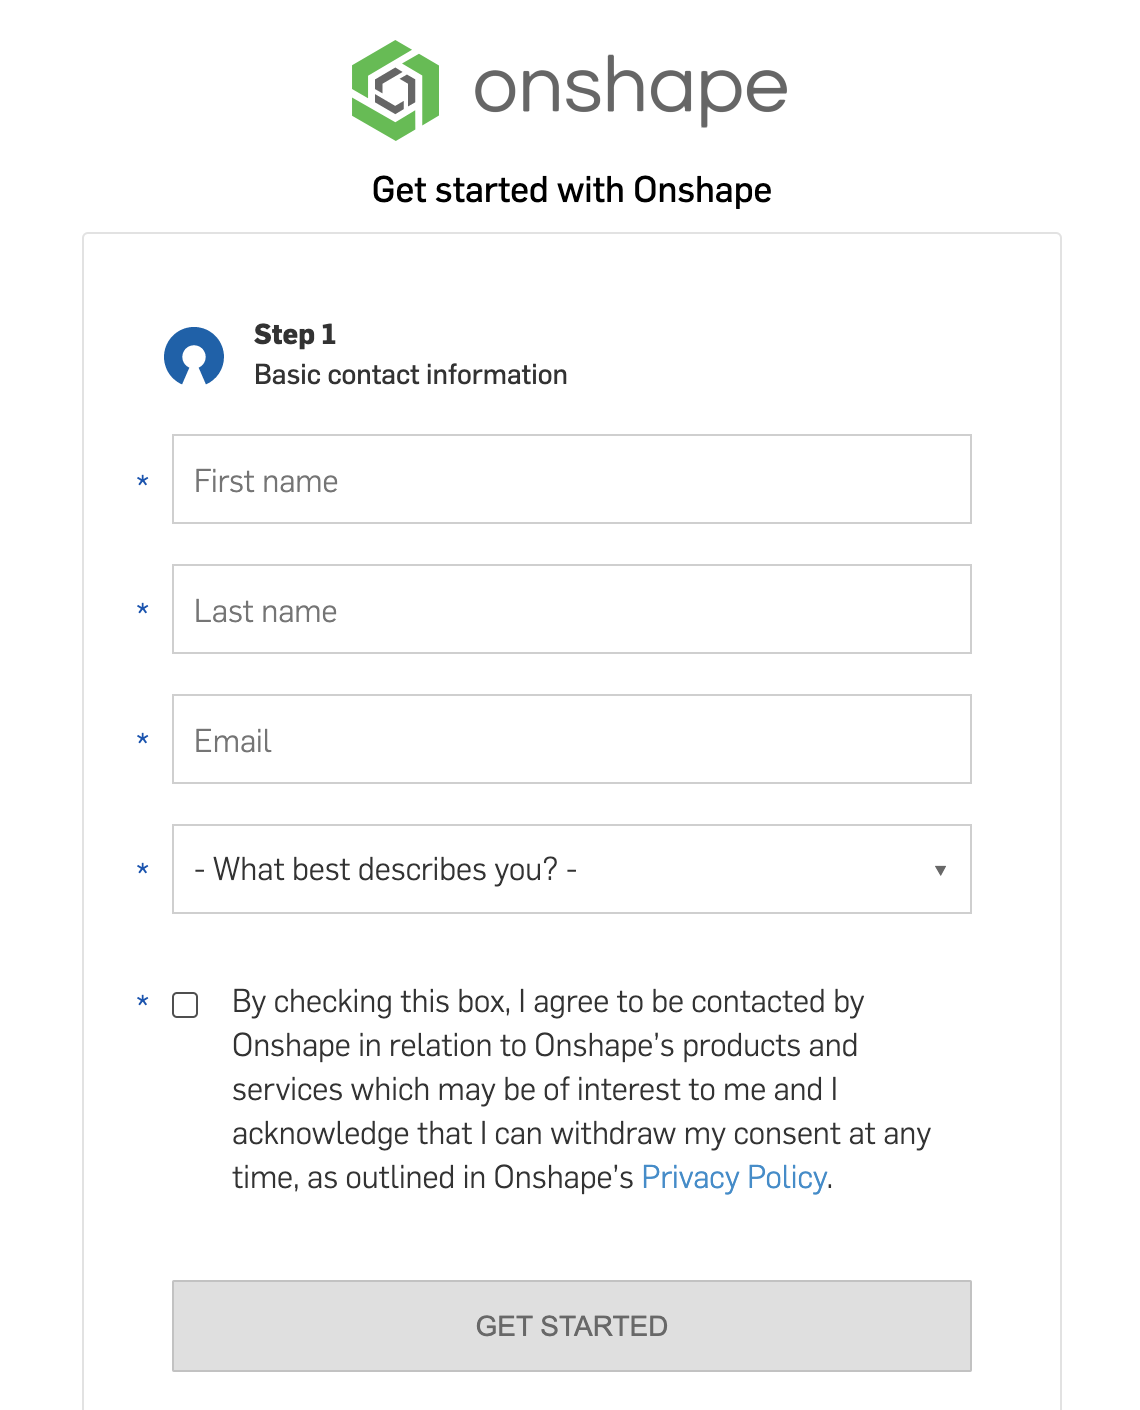 onshape
Get started with Onshape
Step 1
Basic contact information
* First name
* Last name
* Email
* - What best describes you? - ▼
* By checking this box, I agree to be contacted by
Onshape in relation to Onshape's products and
services which may be of interest to me and I
acknowledge that I can withdraw my consent at any
time, as outlined in Onshape's Privacy Policy.
GET STARTED